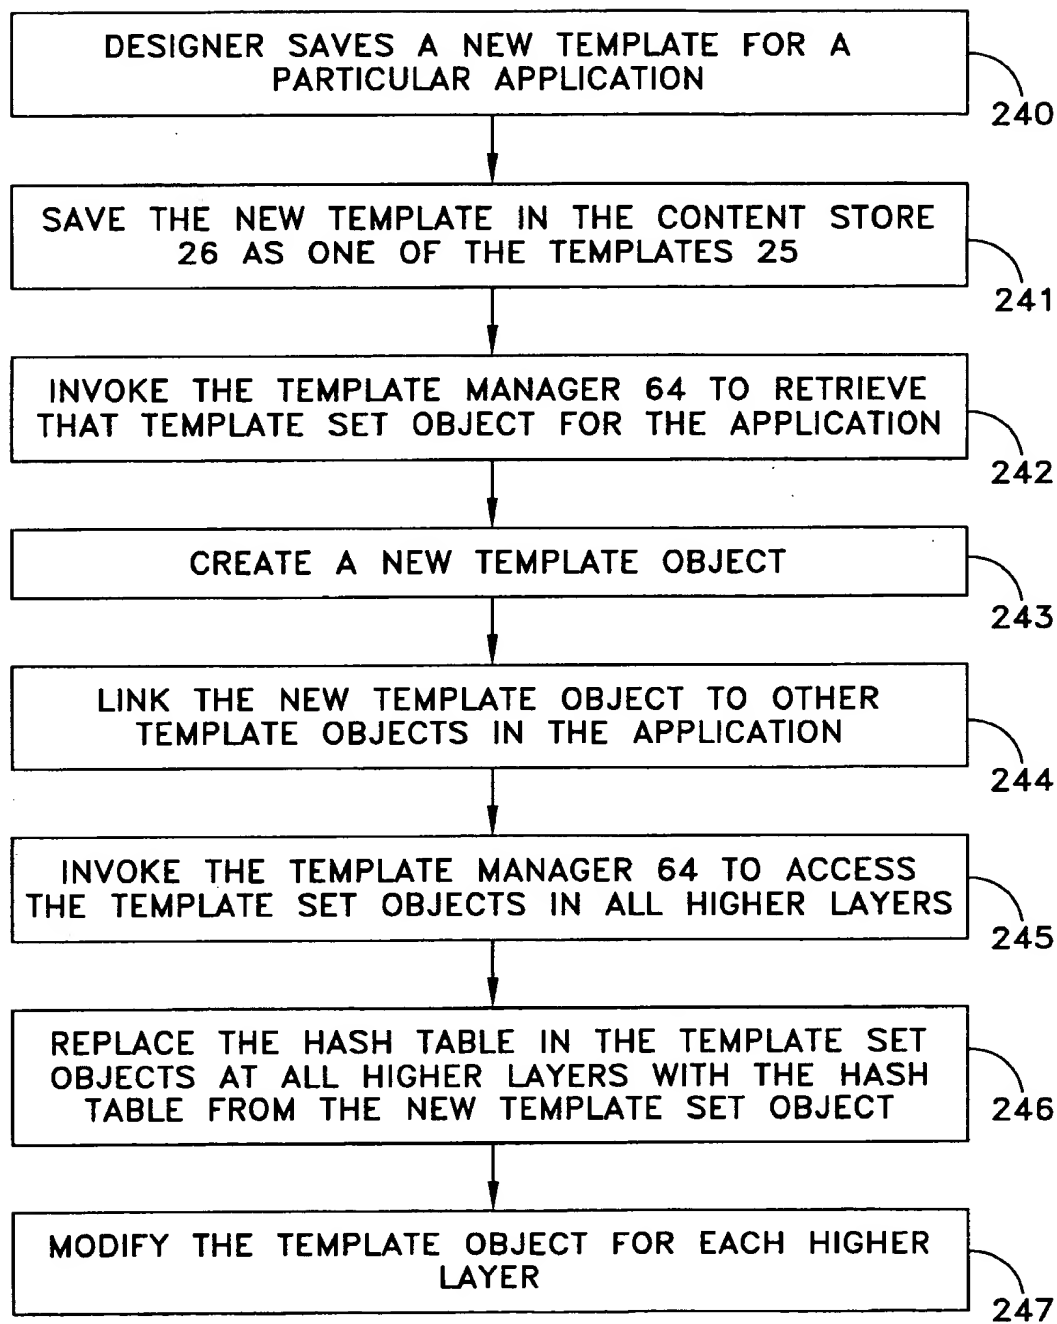 DESIGNER SAVES A NEW TEMPLATE FOR A
PARTICULAR APPLICATION
240
SAVE THE NEW TEMPLATE IN THE CONTENT STORE
26 AS ONE OF THE TEMPLATES 25
241
INVOKE THE TEMPLATE MANAGER 64 TO RETRIEVE
THAT TEMPLATE SET OBJECT FOR THE APPLICATION
242
CREATE A NEW TEMPLATE OBJECT
243
LINK THE NEW TEMPLATE OBJECT TO OTHER
TEMPLATE OBJECTS IN THE APPLICATION
244
INVOKE THE TEMPLATE MANAGER 64 TO ACCESS
THE TEMPLATE SET OBJECTS IN ALL HIGHER LAYERS
245
REPLACE THE HASH TABLE IN THE TEMPLATE SET
OBJECTS AT ALL HIGHER LAYERS WITH THE HASH
TABLE FROM THE NEW TEMPLATE SET OBJECT
246
MODIFY THE TEMPLATE OBJECT FOR EACH HIGHER
LAYER
247